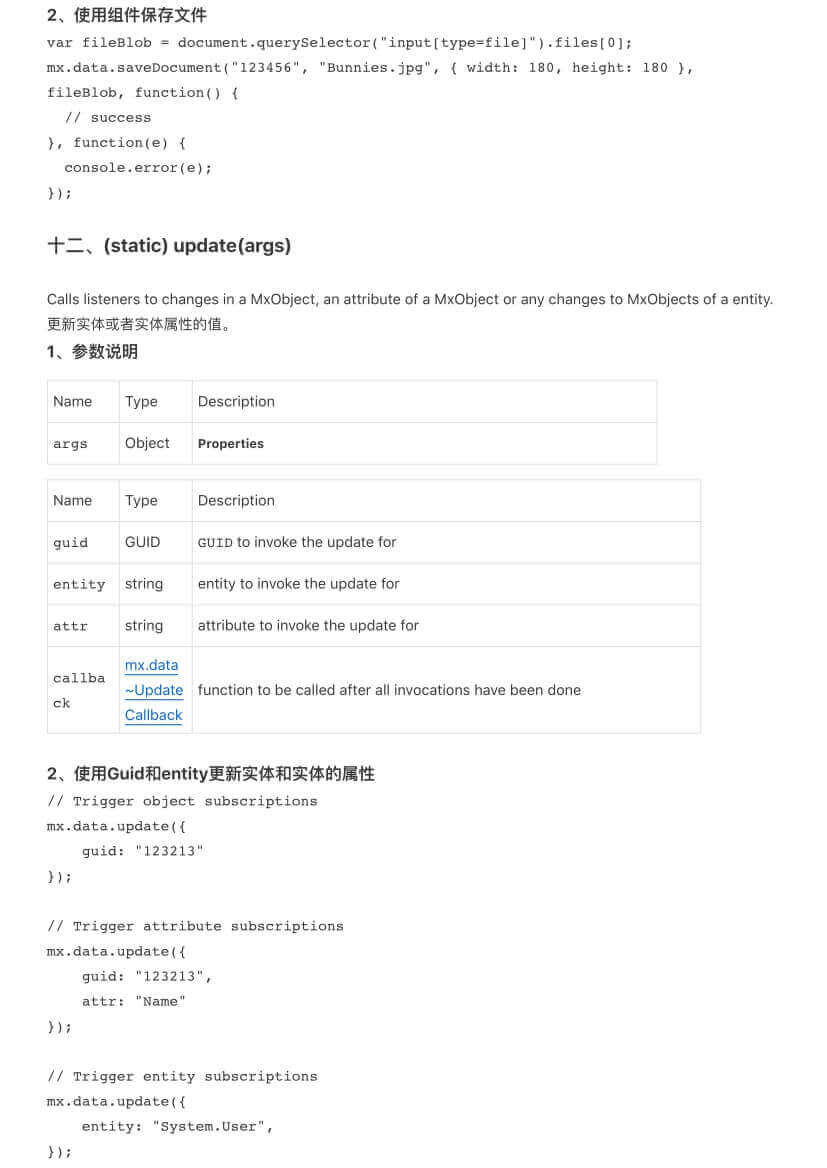 2、使用组件保存文件
var fileBlob = document.querySelector("input[type=file]").files[0];
mx.data.saveDocument("123456", "Bunnies.jpg", { width: 180, height: 180 },
fileBlob, function() {
  // success
}, function(e) {
  console.error(e);
});
十二、(static) update(args)
Calls listeners to changes in a MxObject, an attribute of a MxObject or any changes to MxObjects of a entity.
更新实体或者实体属性的值。
1、参数说明
Name Type Description
args Object Properties
Name Type Description
guid GUID GUID to invoke the update for
entity string entity to invoke the update for
attr string attribute to invoke the update for
callba
ck
mx.data
~Update
Callback
function to be called after all invocations have been done
2、使用Guid和entity更新实体和实体的属性
// Trigger object subscriptions
mx.data.update({
    guid: "123213"
});
// Trigger attribute subscriptions
mx.data.update({
    guid: "123213",
    attr: "Name"
});
// Trigger entity subscriptions
mx.data.update({
    entity: "System.User",
});